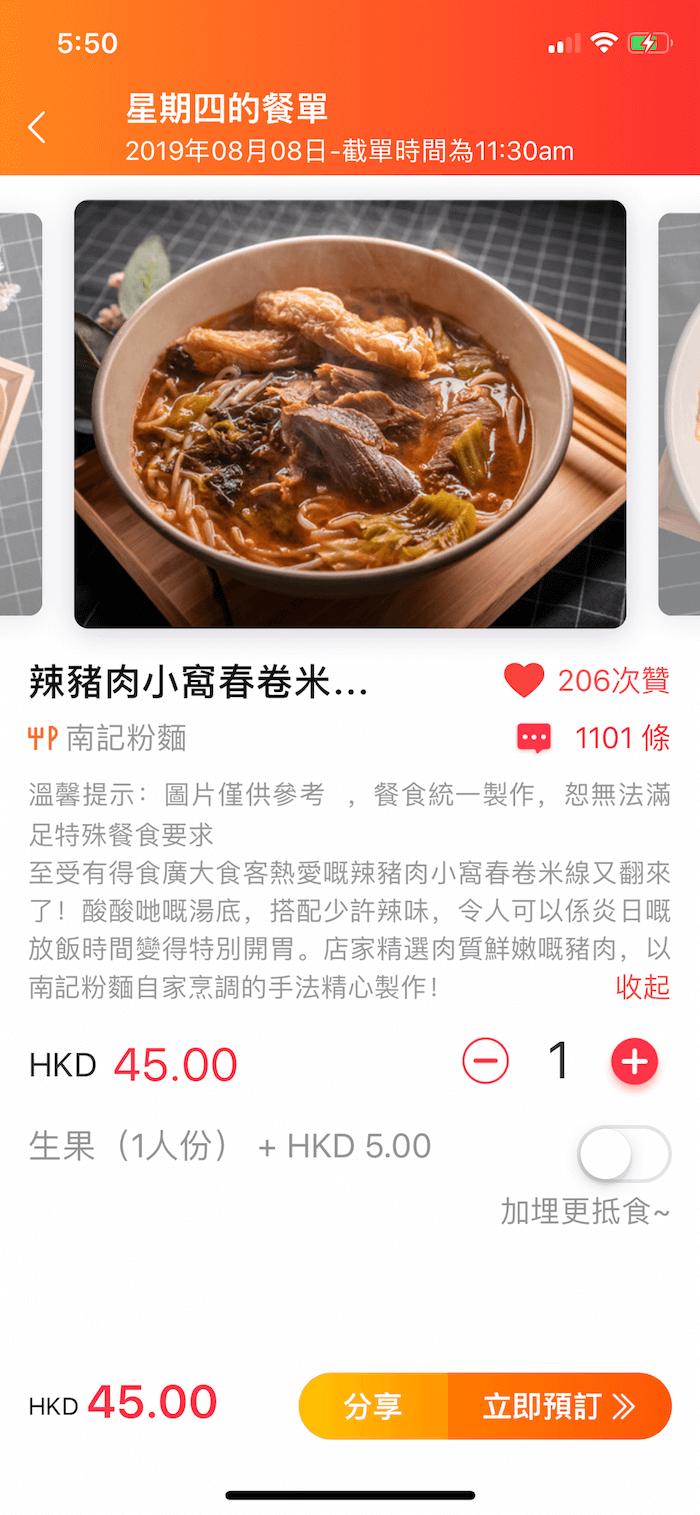 5:50
星期四的餐單
2019年08月08日-截單時間為11:30am
辣豬肉小窩春卷米...
206次贊
南記粉麵
1101 條
溫馨提示：圖片僅供參考 ，餐食統一製作，恕無法滿
足特殊餐食要求
至受有得食廣大食客熱愛嘅辣豬肉小窩春卷米線又翻來
了！酸酸哋嘅湯底，搭配少許辣味，令人可以係炎日嘅
放飯時間變得特別開胃。店家精選肉質鮮嫩嘅豬肉，以
南記粉麵自家烹調的手法精心製作！
收起
HKD 45.00
1
生果（1人份） + HKD 5.00
加埋更抵食~
HKD 45.00
分享
立即預訂